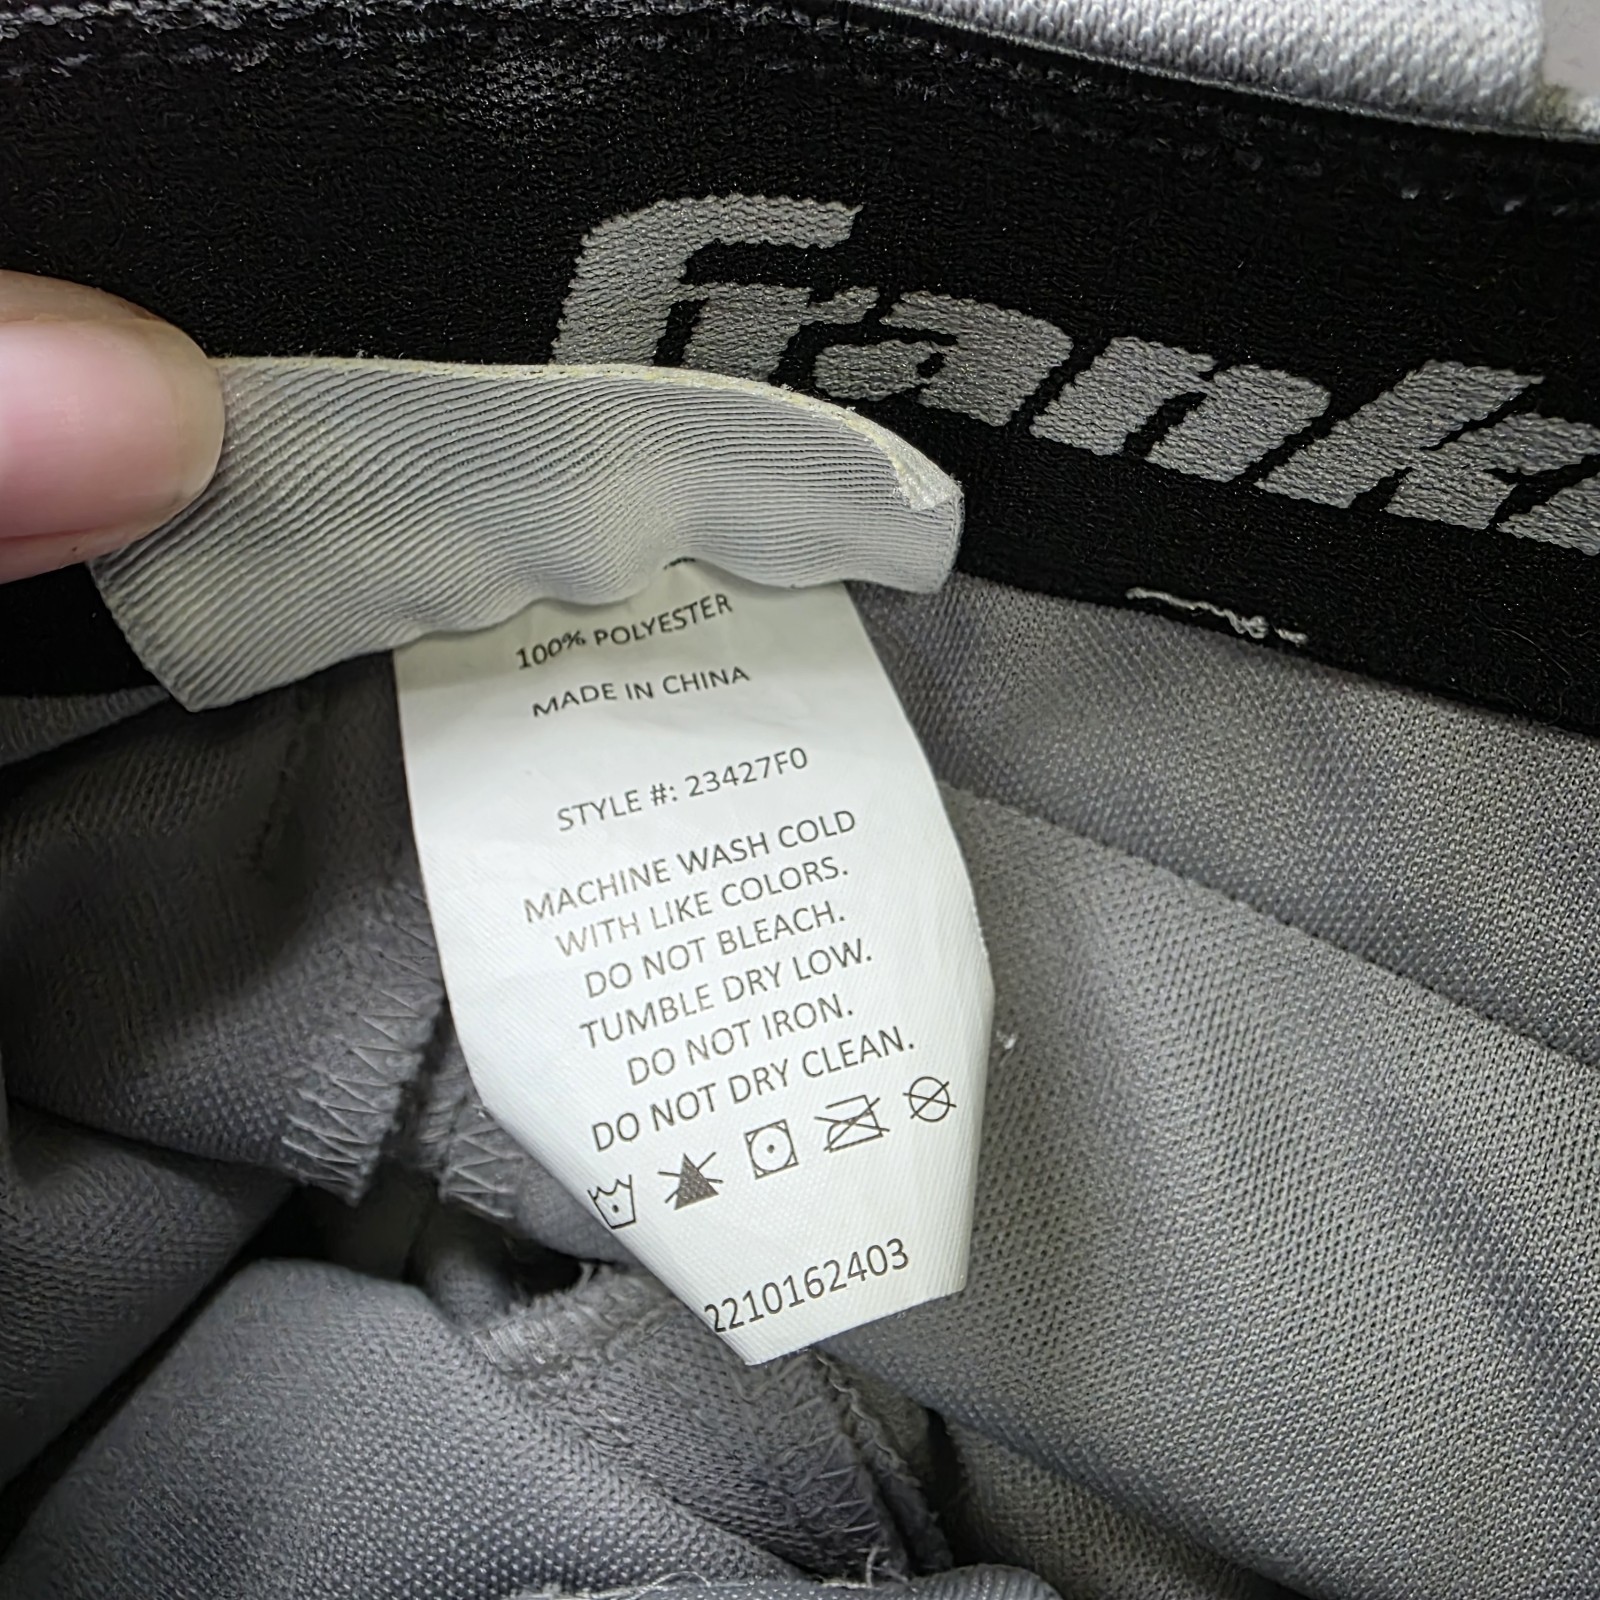 Frank
100% POLYESTER
MADE IN CHINA
STYLE #: 23427F0
MACHINE WASH COLD
WITH LIKE COLORS.
DO NOT BLEACH.
TUMBLE DRY LOW.
DO NOT IRON.
DO NOT DRY CLEAN.
2210162403